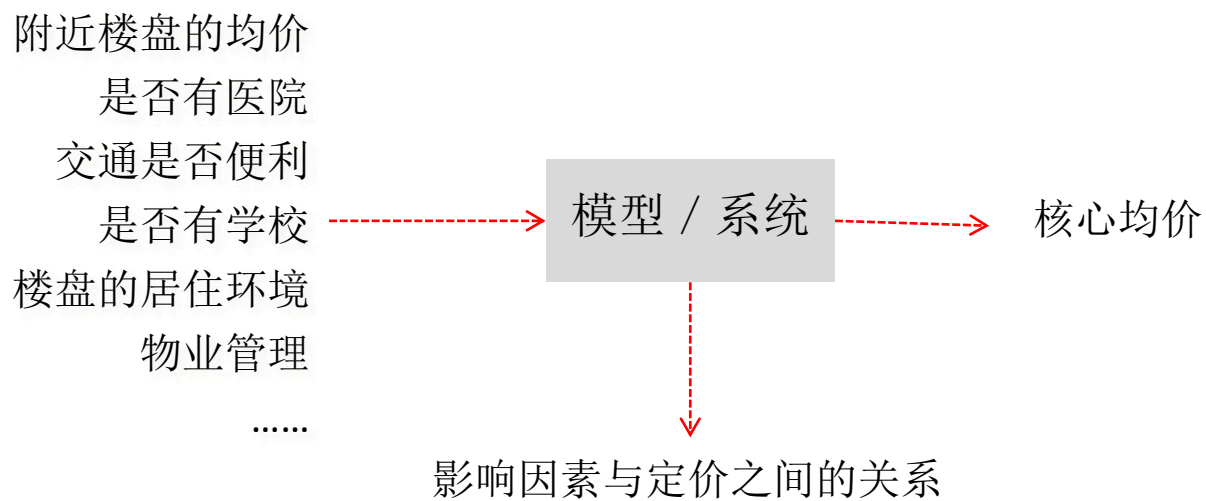 附近楼盘的均价
是否有医院
交通是否便利
是否有学校
楼盘的居住环境
物业管理
……
模型 / 系统
核心均价
影响因素与定价之间的关系